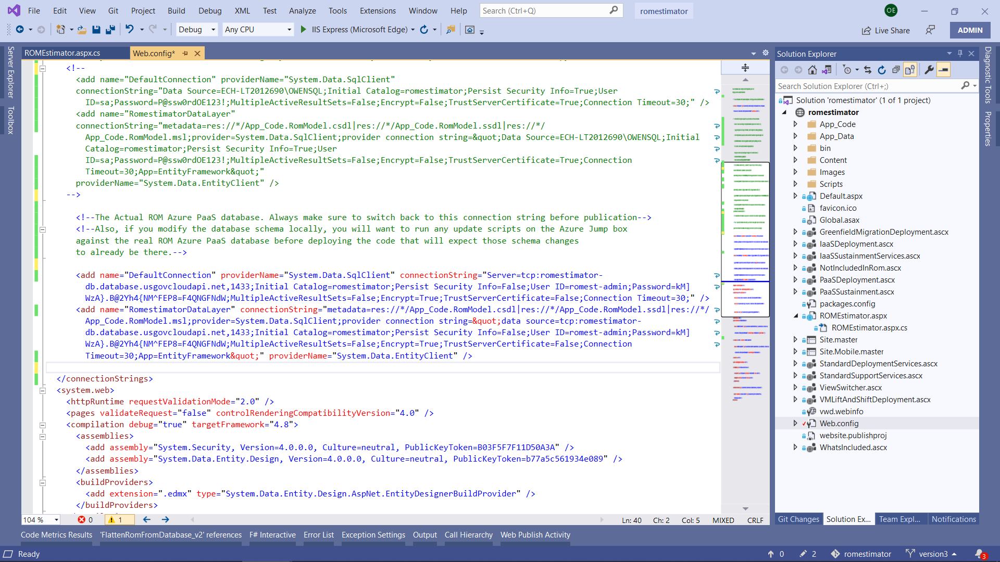 File Edit View Git Project Build Debug XML Test Analyze Tools Extensions Window Help Search (Ctrl+Q) romestimator OE
Debug Any CPU IIS Express (Microsoft Edge) Live Share ADMIN
Server Explorer
Toolbox
ROMEstimator.aspx.cs Web.config*
<!--
<add name="DefaultConnection" providerName="System.Data.SqlClient"
connectionString="Data Source=ECH-LT2012690\OWENSQL;Initial Catalog=romestimator;Persist Security Info=True;User
ID=sa;Password=P@ssw0rdOE123!;MultipleActiveResultSets=False;Encrypt=False;TrustServerCertificate=True;Connection Timeout=30;" />
<add name="RomestimatorDataLayer"
connectionString="metadata=res://*/App_Code.RomModel.csdl|res://*/App_Code.RomModel.ssdl|res://*/
App_Code.RomModel.msl;provider=System.Data.SqlClient;provider connection string=&quot;Data Source=ECH-LT2012690\OWENSQL;Initial
Catalog=romestimator;Persist Security Info=True;User
ID=sa;Password=P@ssw0rdOE123!;MultipleActiveResultSets=False;Encrypt=False;TrustServerCertificate=True;Connection
Timeout=30;App=EntityFramework&quot;"
providerName="System.Data.EntityClient" />
-->
<!--The Actual ROM Azure PaaS database. Always make sure to switch back to this connection string before publication-->
<!--Also, if you modify the database schema locally, you will want to run any update scripts on the Azure Jump box
against the real ROM Azure PaaS database before deploying the code that will expect those schema changes
to already be there.-->
<add name="DefaultConnection" providerName="System.Data.SqlClient" connectionString="Server=tcp:romestimator-
db.database.usgovcloudapi.net,1433;Initial Catalog=romestimator;Persist Security Info=False;User ID=romest-admin;Password=kM]
WzA}.B@2Yh4{NM^FEP8=F4QNGFNdW;MultipleActiveResultSets=False;Encrypt=True;TrustServerCertificate=False;Connection Timeout=30;" />
<add name="RomestimatorDataLayer" connectionString="metadata=res://*/App_Code.RomModel.csdl|res://*/App_Code.RomModel.ssdl|res://*/
App_Code.RomModel.msl;provider=System.Data.SqlClient;provider connection string=&quot;data source=tcp:romestimator-
db.database.usgovcloudapi.net,1433;Initial Catalog=romestimator;Persist Security Info=False;User ID=romest-admin;Password=kM]
WzA}.B@2Yh4{NM^FEP8=F4QNGFNdW;MultipleActiveResultSets=False;Encrypt=True;TrustServerCertificate=False;Connection
Timeout=30;App=EntityFramework&quot;" providerName="System.Data.EntityClient" />
</connectionStrings>
<system.web>
<httpRuntime requestValidationMode="2.0" />
<pages validateRequest="false" controlRenderingCompatibilityVersion="4.0" />
<compilation debug="true" targetFramework="4.8">
<assemblies>
<add assembly="System.Security, Version=4.0.0.0, Culture=neutral, PublicKeyToken=B03F5F7F11D50A3A" />
<add assembly="System.Data.Entity.Design, Version=4.0.0.0, Culture=neutral, PublicKeyToken=b77a5c561934e089" />
</assemblies>
<buildProviders>
<add extension=".edmx" type="System.Data.Entity.Design.AspNet.EntityDesignerBuildProvider" />
</buildProviders>
104 % 0 1 Ln: 40 Ch: 2 Col: 5 MIXED CRLF
Solution Explorer
Search Solution Explorer (Ctrl+;)
Solution 'romestimator' (1 of 1 project)
romestimator
App_Code
App_Data
bin
Content
Images
Scripts
Default.aspx
favicon.ico
Global.asax
GreenfieldMigrationDeployment.ascx
IaaSDeployment.ascx
IaaSSustainmentServices.ascx
NotIncludedInRom.ascx
PaaSDeployment.ascx
PaaSSustainment.ascx
packages.config
ROMEstimator.aspx
ROMEstimator.aspx.cs
Site.master
Site.Mobile.master
StandardDeploymentServices.ascx
StandardSupportServices.ascx
ViewSwitcher.ascx
VMLiftAndShiftDeployment.ascx
vwd.webinfo
Web.config
website.publishproj
WhatsIncluded.ascx
Git Changes Solution Ex... Team Expl... Notifications
Diagnostic Tools
Properties
Code Metrics Results 'FlattenRomFromDatabase_v2' references F# Interactive Error List Exception Settings Output Call Hierarchy Web Publish Activity
Ready 0 2 romestimator version3 3